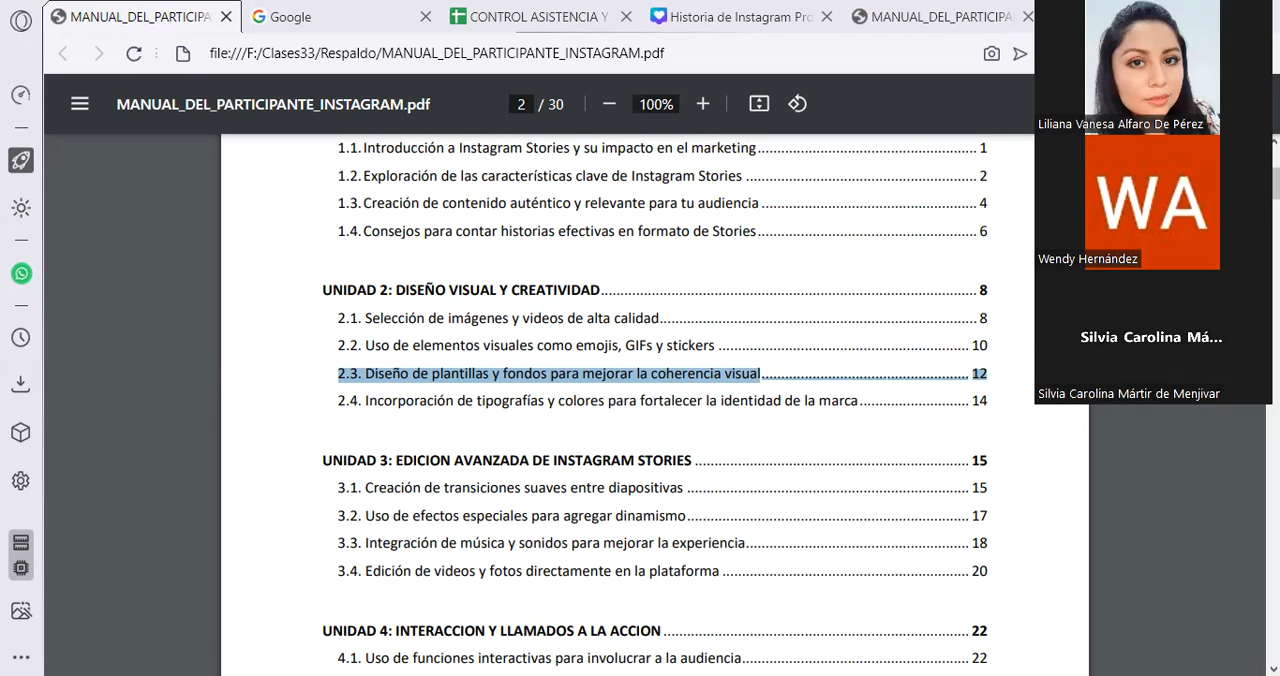 MANUAL_DEL_PARTICIPA
Google
CONTROL ASISTENCIA Y
Historia de Instagram Pro
MANUAL_DEL_PARTICIPA
file:///F:/Clases33/Respaldo/MANUAL_DEL_PARTICIPANTE_INSTAGRAM.pdf
MANUAL_DEL_PARTICIPANTE_INSTAGRAM.pdf
2 / 30
100%
1.1. Introducción a Instagram Stories y su impacto en el marketing 1
1.2. Exploración de las características clave de Instagram Stories 2
1.3. Creación de contenido auténtico y relevante para tu audiencia 4
1.4. Consejos para contar historias efectivas en formato de Stories 6
UNIDAD 2: DISEÑO VISUAL Y CREATIVIDAD 8
2.1. Selección de imágenes y videos de alta calidad 8
2.2. Uso de elementos visuales como emojis, GIFs y stickers 10
2.3. Diseño de plantillas y fondos para mejorar la coherencia visual 12
2.4. Incorporción de tipografías y colores para fortalecer la identidad de la marca 14
UNIDAD 3: EDICION AVANZADA DE INSTAGRAM STORIES 15
3.1. Creación de transiciones suaves entre diapositivas 15
3.2. Uso de efectos especiales para agregar dinamismo 17
3.3. Integración de música y sonidos para mejorar la experiencia 18
3.4. Edición de videos y fotos directamente en la plataforma 20
UNIDAD 4: INTERACCION Y LLAMADOS A LA ACCION 22
4.1. Uso de funciones interactivas para involucrar a la audiencia 22
Liliana Vanesa Alfaro De Pérez
WA
Wendy Hernández
Silvia Carolina Má...
Silvia Carolina Mártir de Menjivar